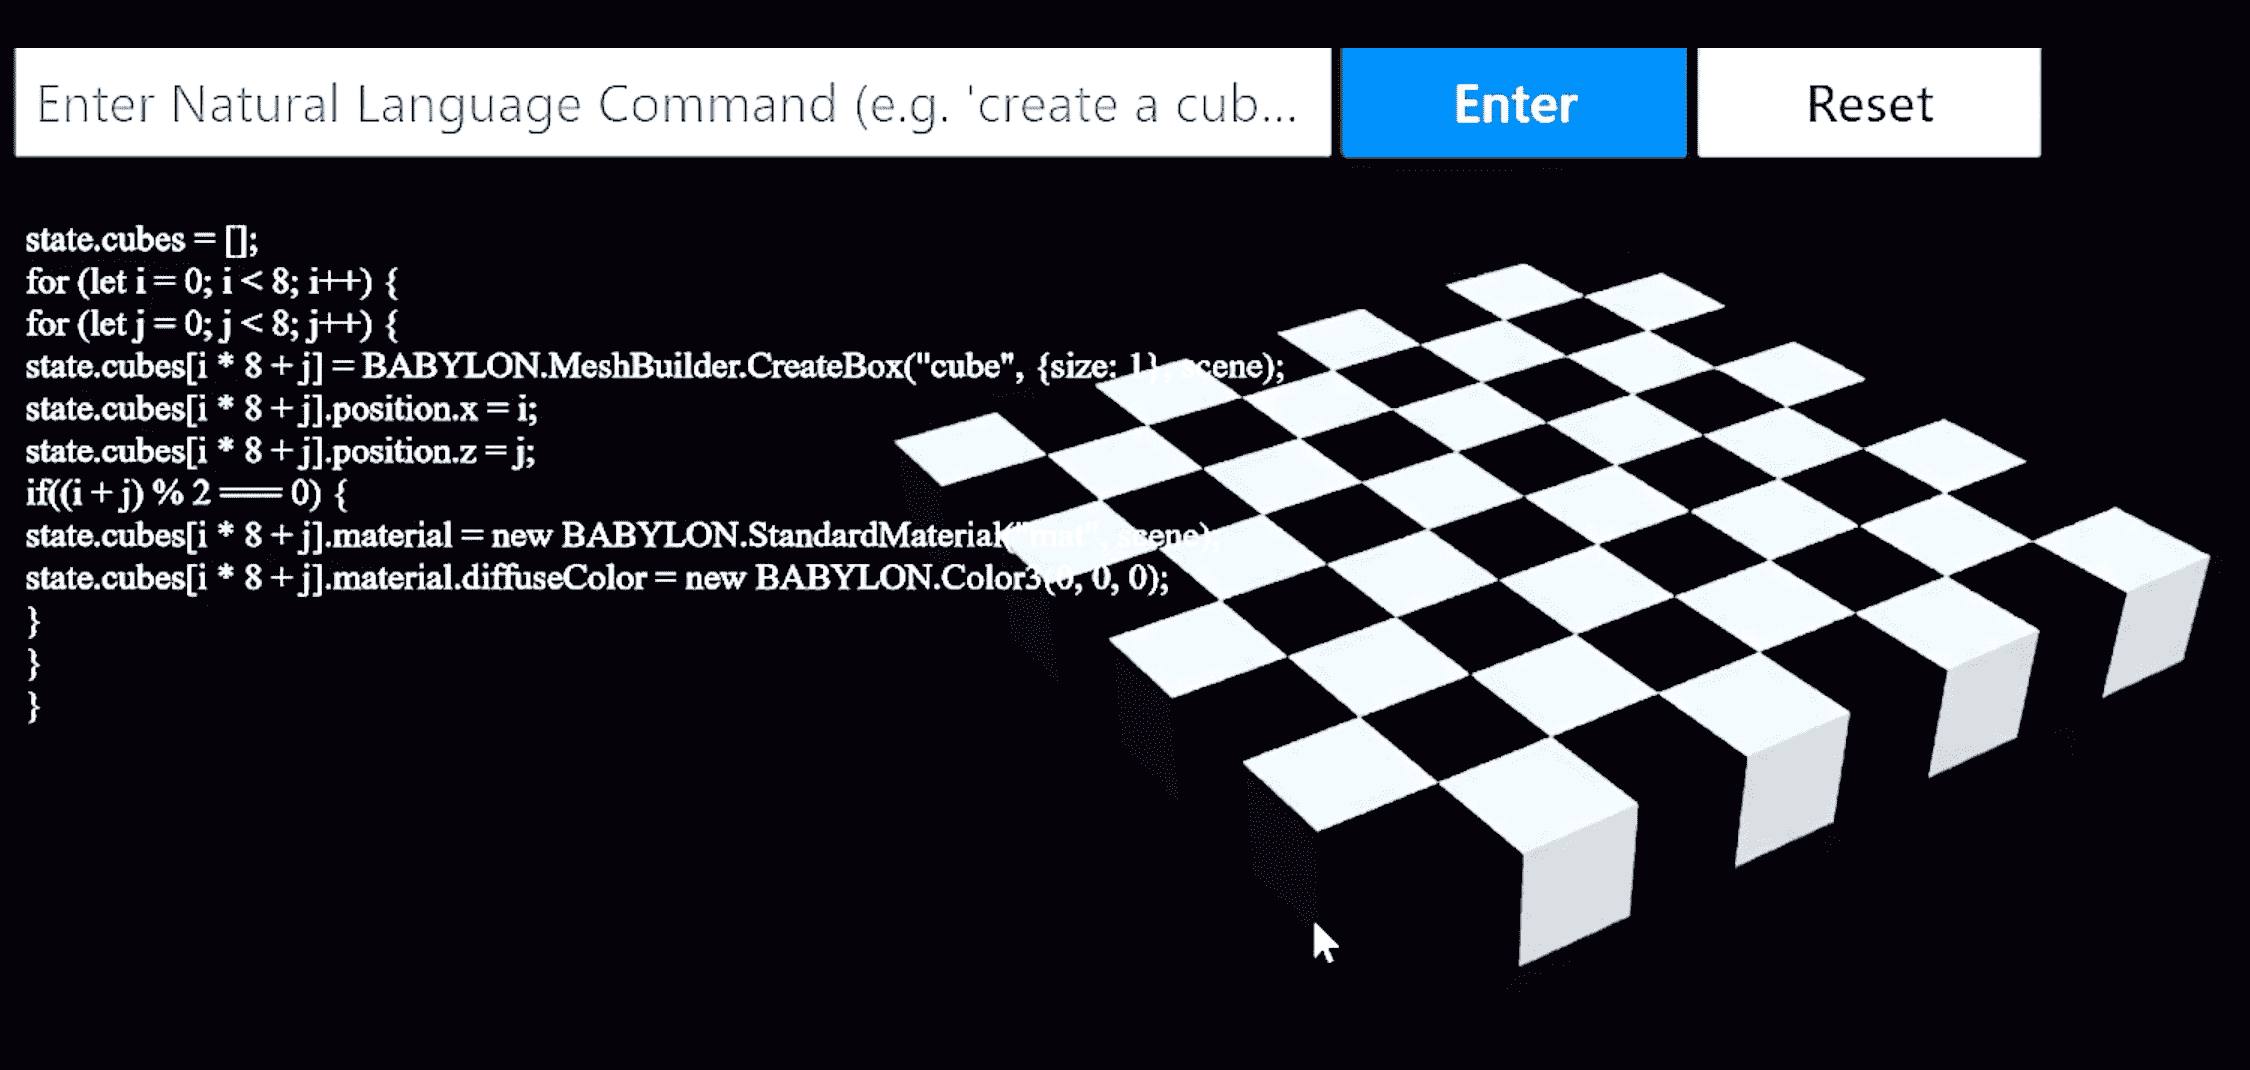 Enter Natural Language Command (e.g. 'create a cub...
Enter
Reset
state.cubes = [];
for (let i = 0; i < 8; i++) {
for (let j = 0; j < 8; j++) {
state.cubes[i * 8 + j] = BABYLON.MeshBuilder.CreateBox("cube", {size: 1}, scene);
state.cubes[i * 8 + j].position.x = i;
state.cubes[i * 8 + j].position.z = j;
if((i + j) % 2 === 0) {
state.cubes[i * 8 + j].material = new BABYLON.StandardMaterial("mat", scene);
state.cubes[i * 8 + j].material.diffuseColor = new BABYLON.Color3(0, 0, 0);
}
}
}